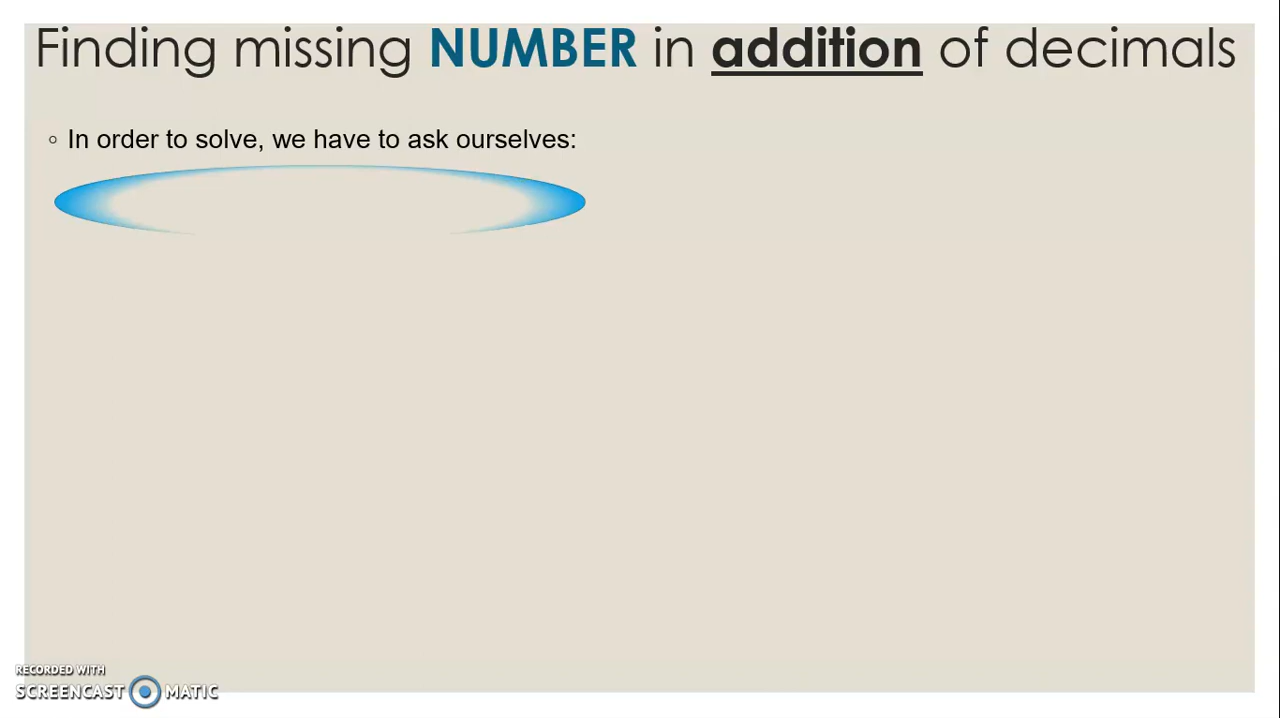 Finding missing NUMBER in addition of decimals
◦ In order to solve, we have to ask ourselves:
RECORDED WITH
SCREENCAST MATIC